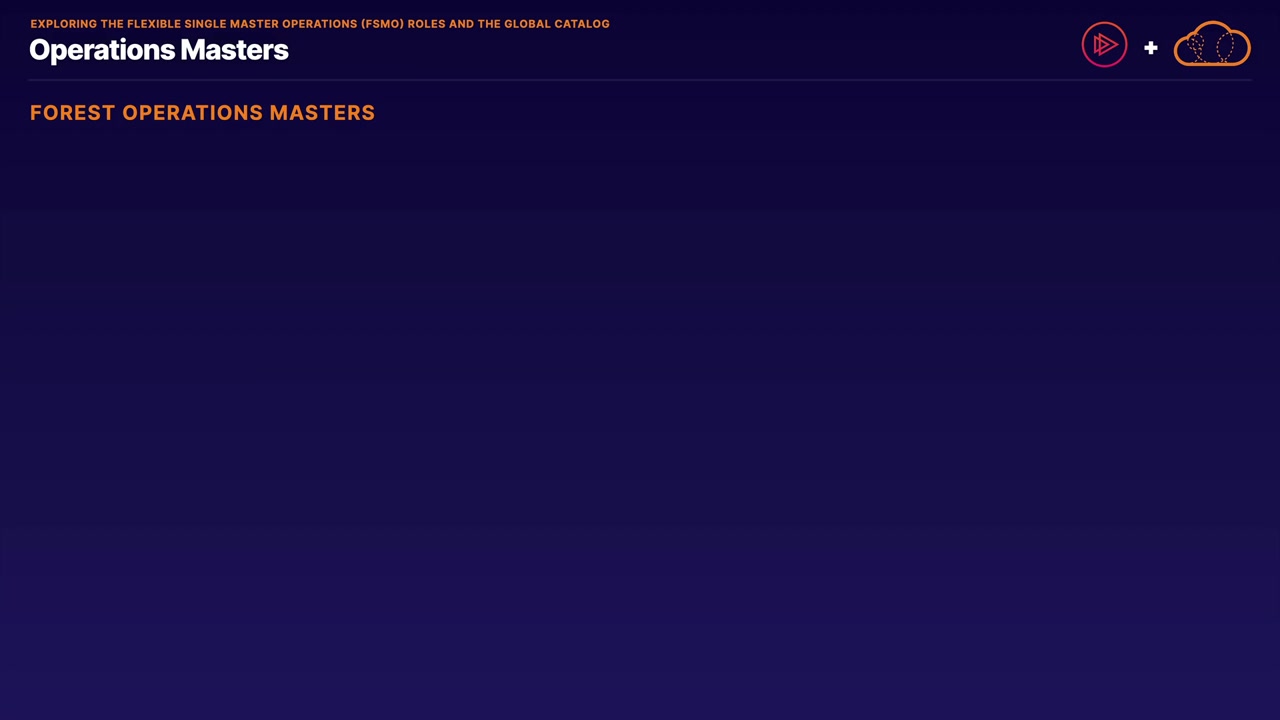 EXPLORING THE FLEXIBLE SINGLE MASTER OPERATIONS (FSMO) ROLES AND THE GLOBAL CATALOG
Operations Masters
+
FOREST OPERATIONS MASTERS